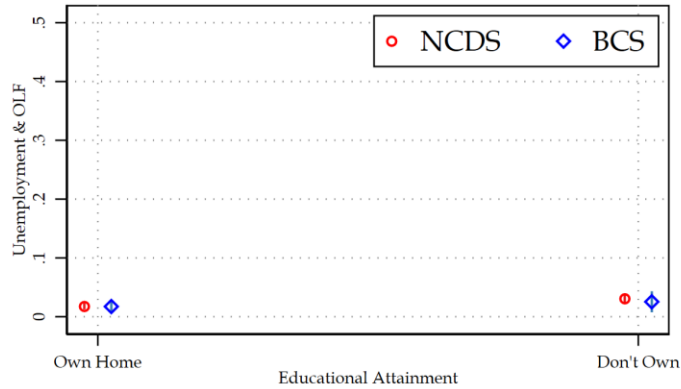 NCDS BCS
Unemployment & OLF
.5
.4
.3
.2
.1
0
Own Home Don't Own
Educational Attainment